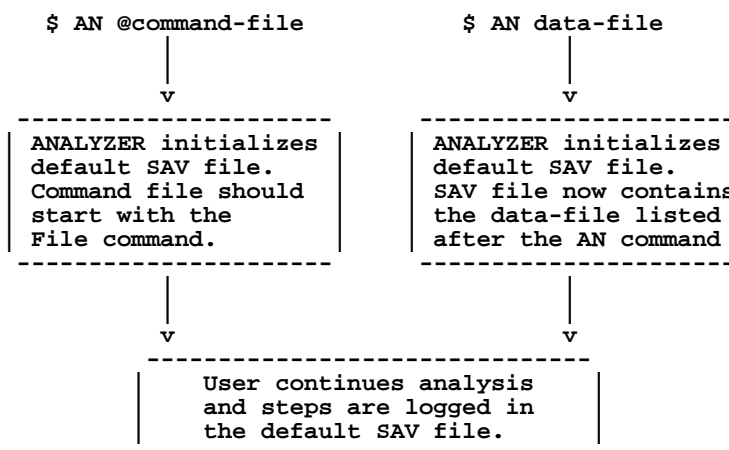 $ AN @command-file
$ AN data-file
v
v
ANALYZER initializes
default SAV file.
Command file should
start with the
File command.
ANALYZER initializes
default SAV file.
SAV file now contains
the data-file listed
after the AN command
v
v
User continues analysis
and steps are logged in
the default SAV file.